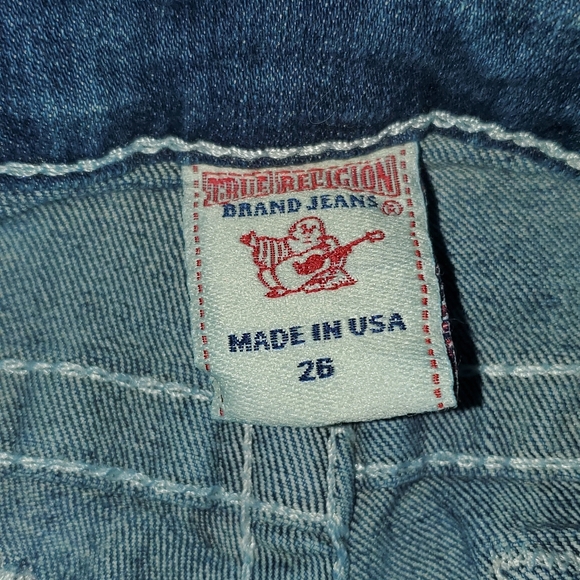 TRUE RELIGION
BRAND JEANS ®
MADE IN USA
26